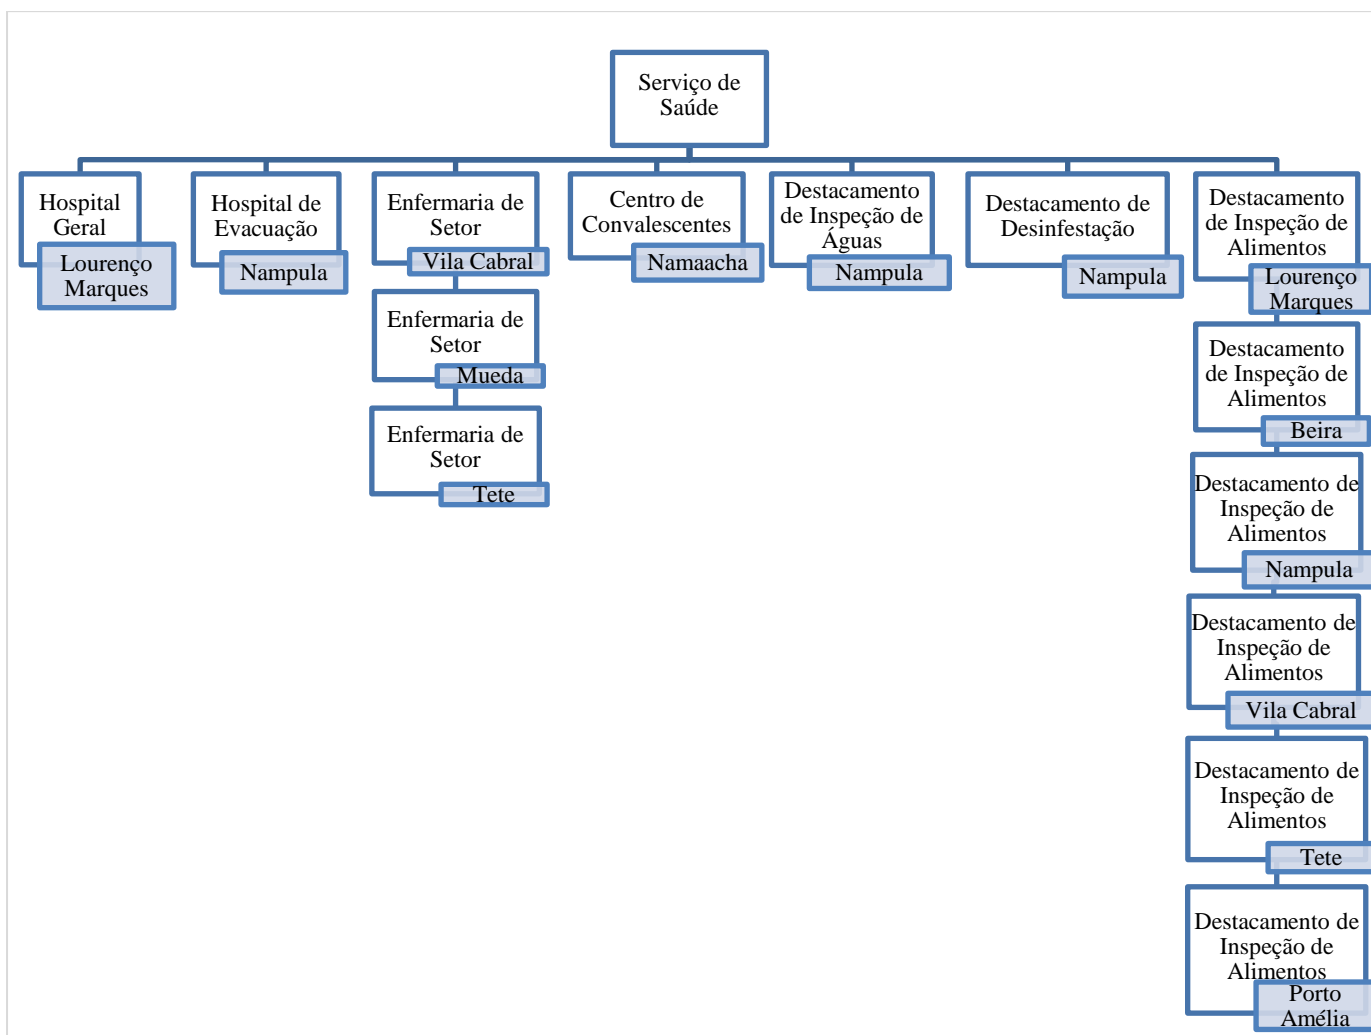 Serviço de
Saúde
Hospital
Geral
Lourenço
Marques
Hospital de
Evacuação
Nampula
Enfermaria de
Setor
Vila Cabral
Enfermaria de
Setor
Mueda
Enfermaria de
Setor
Tete
Centro de
Convalescentes
Namaacha
Destacamento
de Inspeção de
Águas
Nampula
Destacamento de
Desinfestação
Nampula
Destacamento
de Inspeção de
Alimentos
Lourenço
Marques
Destacamento
de Inspeção de
Alimentos
Beira
Destacamento de
Inspeção de
Alimentos
Nampula
Destacamento de
Inspeção de
Alimentos
Vila Cabral
Destacamento de
Inspeção de
Alimentos
Tete
Destacamento de
Inspeção de
Alimentos
Porto
Amélia